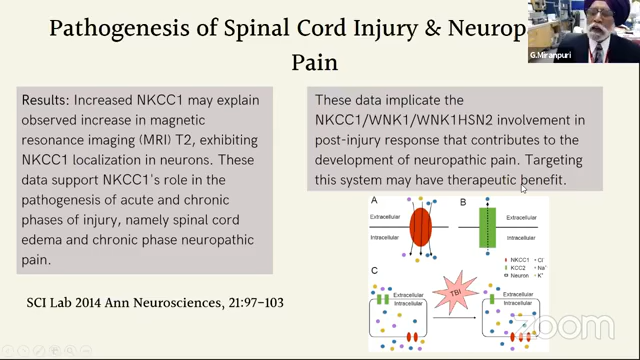 Pathogenesis of Spinal Cord Injury & Neurop
Pain
G.Miranpuri
Results: Increased NKCC1 may explain
observed increase in magnetic
resonance imaging (MRI) T2, exhibiting
NKCC1 localization in neurons. These
data support NKCC1's role in the
pathogenesis of acute and chronic
phases of injury, namely spinal cord
edema and chronic phase neuropathic
pain.
These data implicate the
NKCC1/WNK1/WNK1HSN2 involvement in
post-injury response that contributes to the
development of neuropathic pain. Targeting
this system may have therapeutic benefit.
A
Extracellular
Intracellular
B
Extracellular
Intracellular
NKCC1 Cl⁻
KCC2 Na⁺
Neuron K⁺
C
Extracellular
Intracellular
TBI
Extracellular
Intracellular
SCI Lab 2014 Ann Neurosciences, 21:97–103
zoom